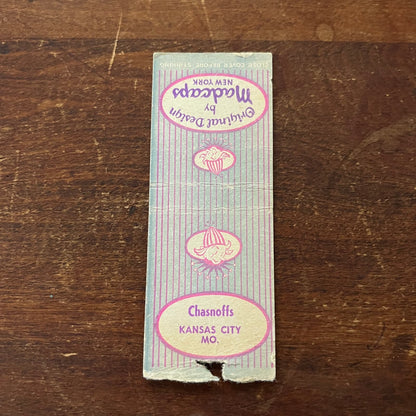 CLOSE COVER BEFORE STRIKING
Original Design
by
Madcaps
NEW YORK
Chasnoffs
KANSAS CITY
MO.